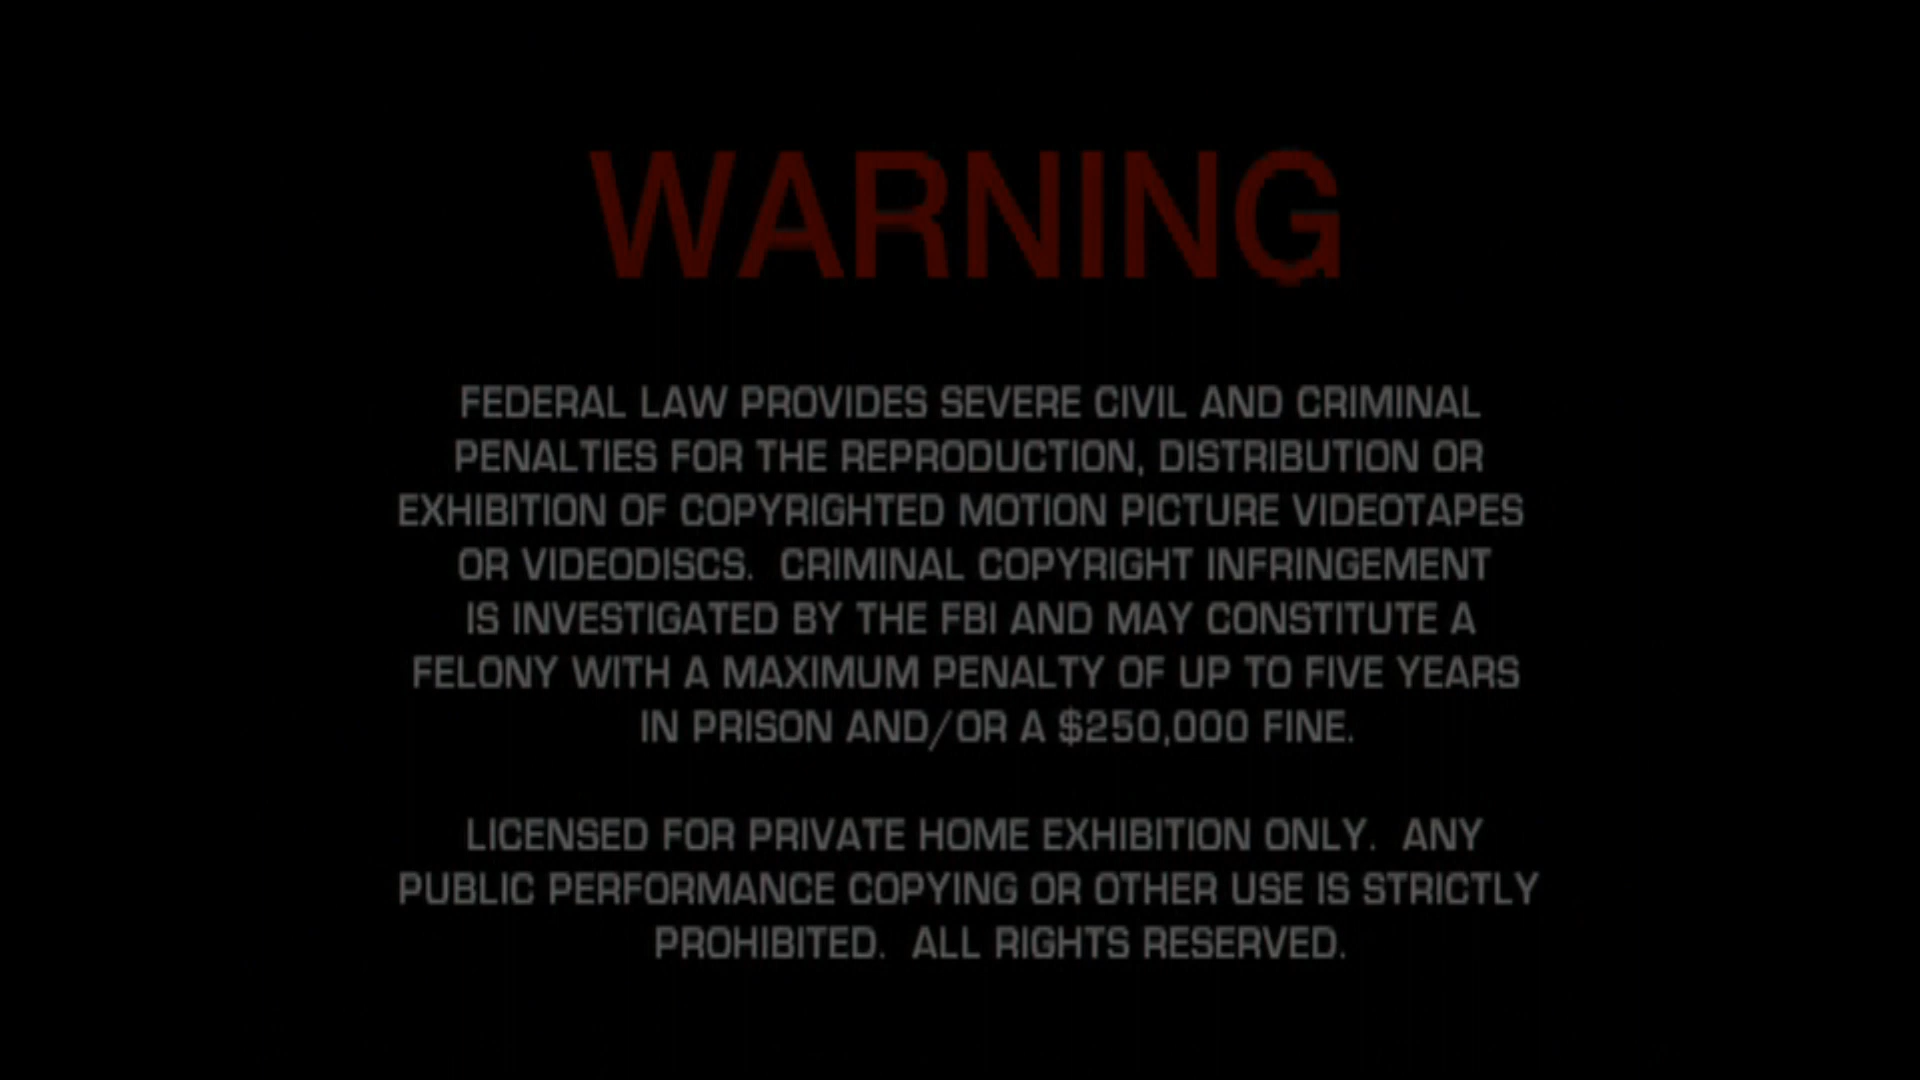 WARNING
FEDERAL LAW PROVIDES SEVERE CIVIL AND CRIMINAL
PENALTIES FOR THE REPRODUCTION, DISTRIBUTION OR
EXHIBITION OF COPYRIGHTED MOTION PICTURE VIDEOTAPES
OR VIDEODISCS.  CRIMINAL COPYRIGHT INFRINGEMENT
IS INVESTIGATED BY THE FBI AND MAY CONSTITUTE A
FELONY WITH A MAXIMUM PENALTY OF UP TO FIVE YEARS
IN PRISON AND/OR A $250,000 FINE.
LICENSED FOR PRIVATE HOME EXHIBITION ONLY.  ANY
PUBLIC PERFORMANCE COPYING OR OTHER USE IS STRICTLY
PROHIBITED.  ALL RIGHTS RESERVED.